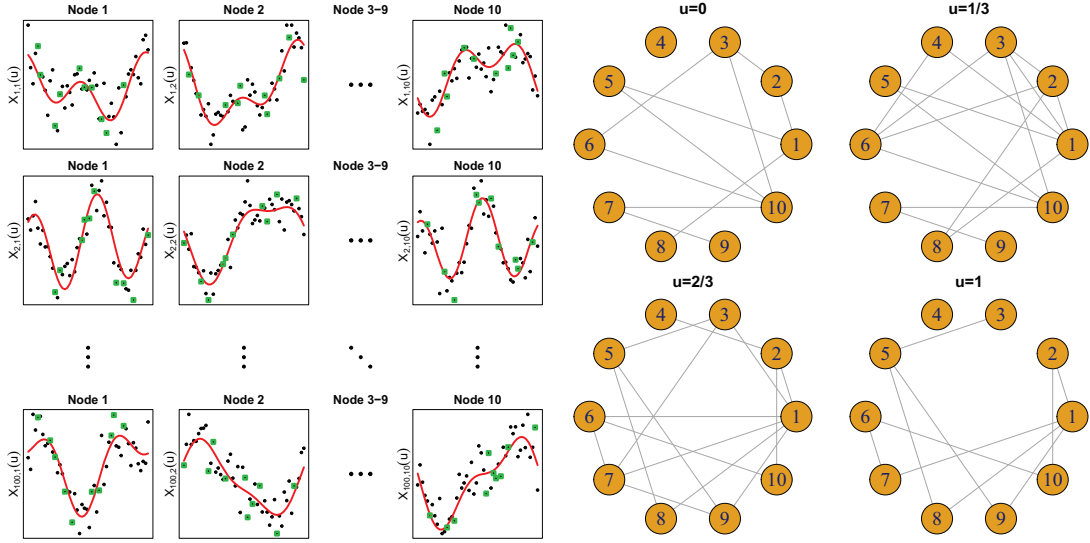 Node 1 Node 2 Node 3−9 Node 10
X1,1(u) X1,2(u) X1,10(u)
Node 1 Node 2 Node 10
X2,1(u) X2,2(u) X2,10(u)
Node 1 Node 2 Node 3−9 Node 10
X100,1(u) X100,2(u) X100,10(u)
u=0
4 3
5 2
6 1
7 10
8 9
u=1/3
4 3
5 2
6 1
7 10
8 9
u=2/3
4 3
5 2
6 1
7 10
8 9
u=1
4 3
5 2
6 1
7 10
8 9